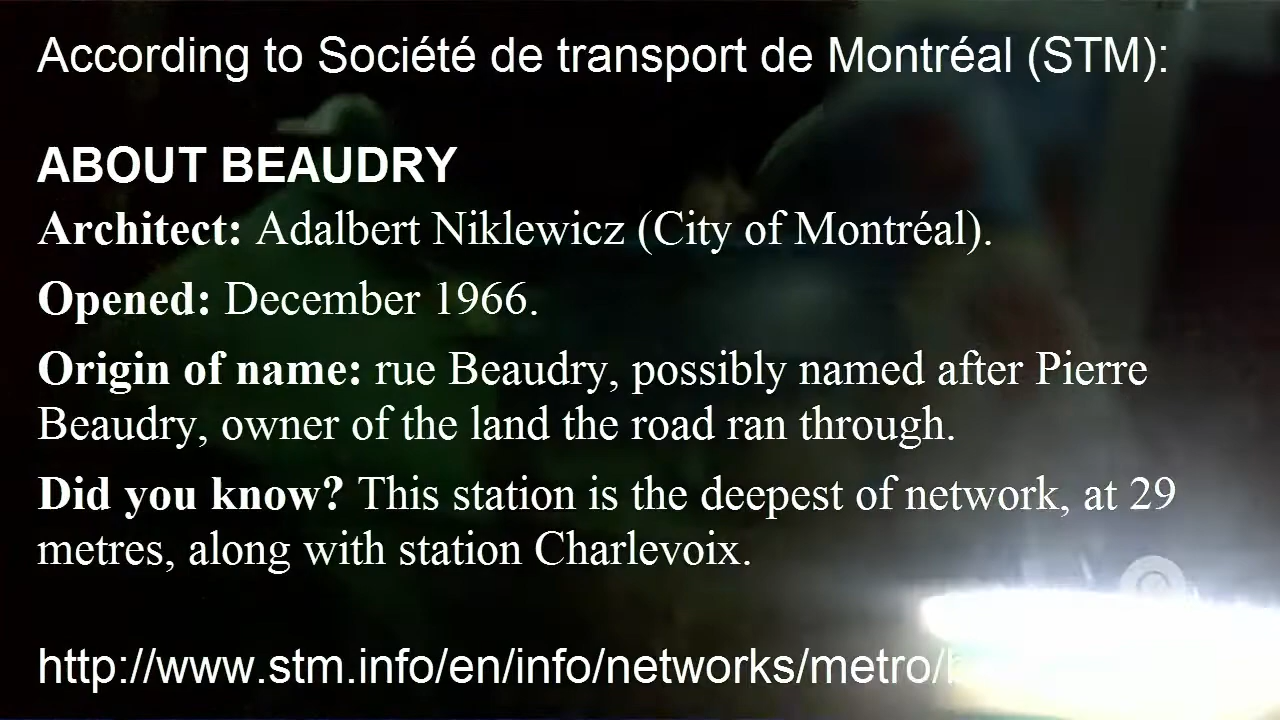 According to Société de transport de Montréal (STM):
ABOUT BEAUDRY
Architect: Adalbert Niklewicz (City of Montréal).
Opened: December 1966.
Origin of name: rue Beaudry, possibly named after Pierre
Beaudry, owner of the land the road ran through.
Did you know? This station is the deepest of network, at 29
metres, along with station Charlevoix.
http://www.stm.info/en/info/networks/metro/b